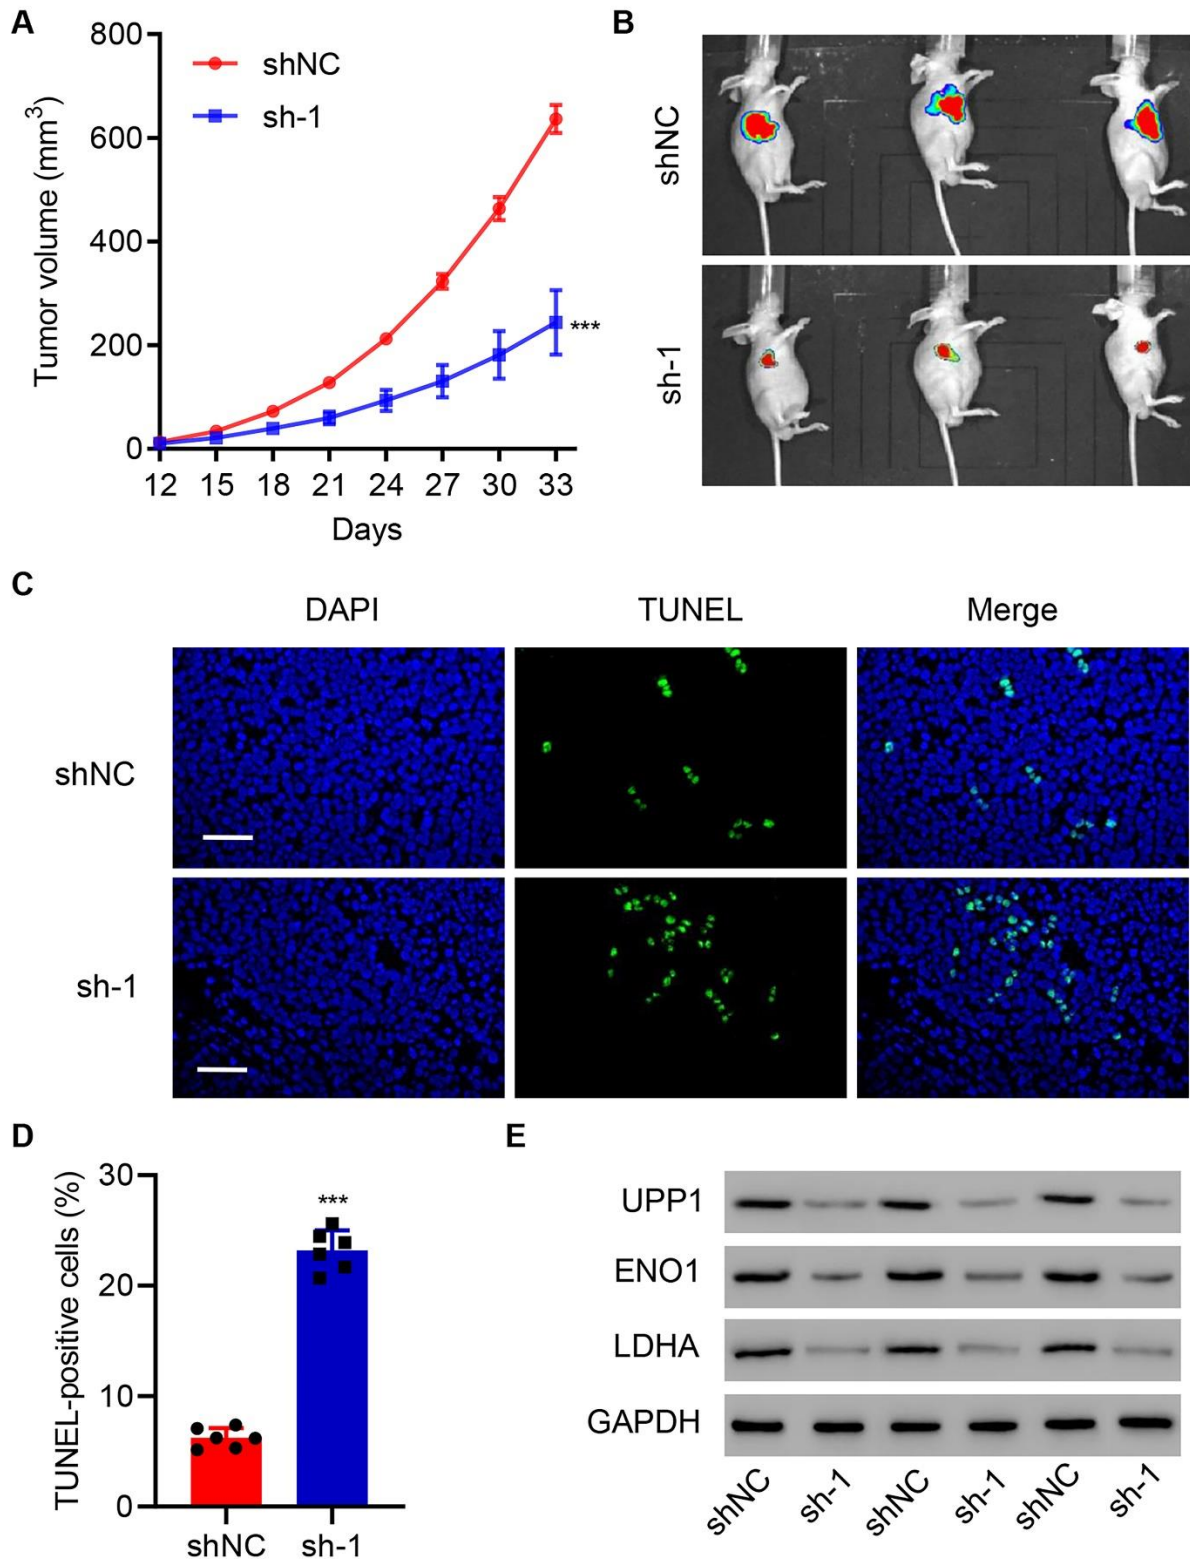 A
800
600
400
200
0
Tumor volume (mm³)
shNC
sh-1
***
12 15 18 21 24 27 30 33
Days
B
shNC
sh-1
C
DAPI TUNEL Merge
shNC
sh-1
D
30
20
10
0
TUNEL-positive cells (%)
***
shNC sh-1
E
UPP1
ENO1
LDHA
GAPDH
shNC sh-1 shNC sh-1 shNC sh-1